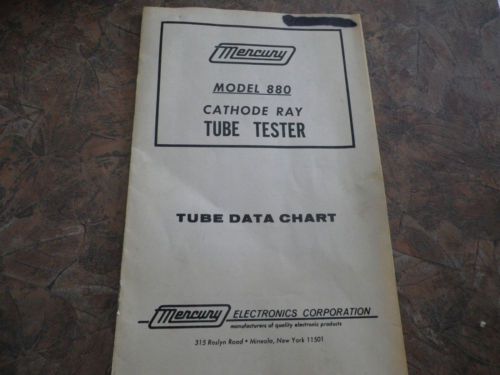 Mercury
MODEL 880
CATHODE RAY
TUBE TESTER
TUBE DATA CHART
Mercury ELECTRONICS CORPORATION
manufacturers of quality electronic products
315 Roslyn Road • Mineola, New York 11501